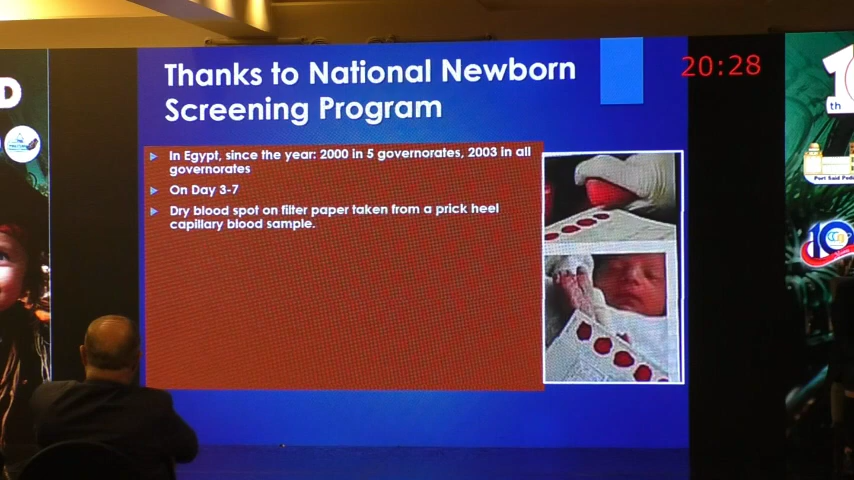 Thanks to National Newborn
Screening Program
20:28
In Egypt, since the year: 2000 in 5 governorates, 2003 in all
governorates
On Day 3-7
Dry blood spot on filter paper taken from a prick heel
capillary blood sample.
D
th
10